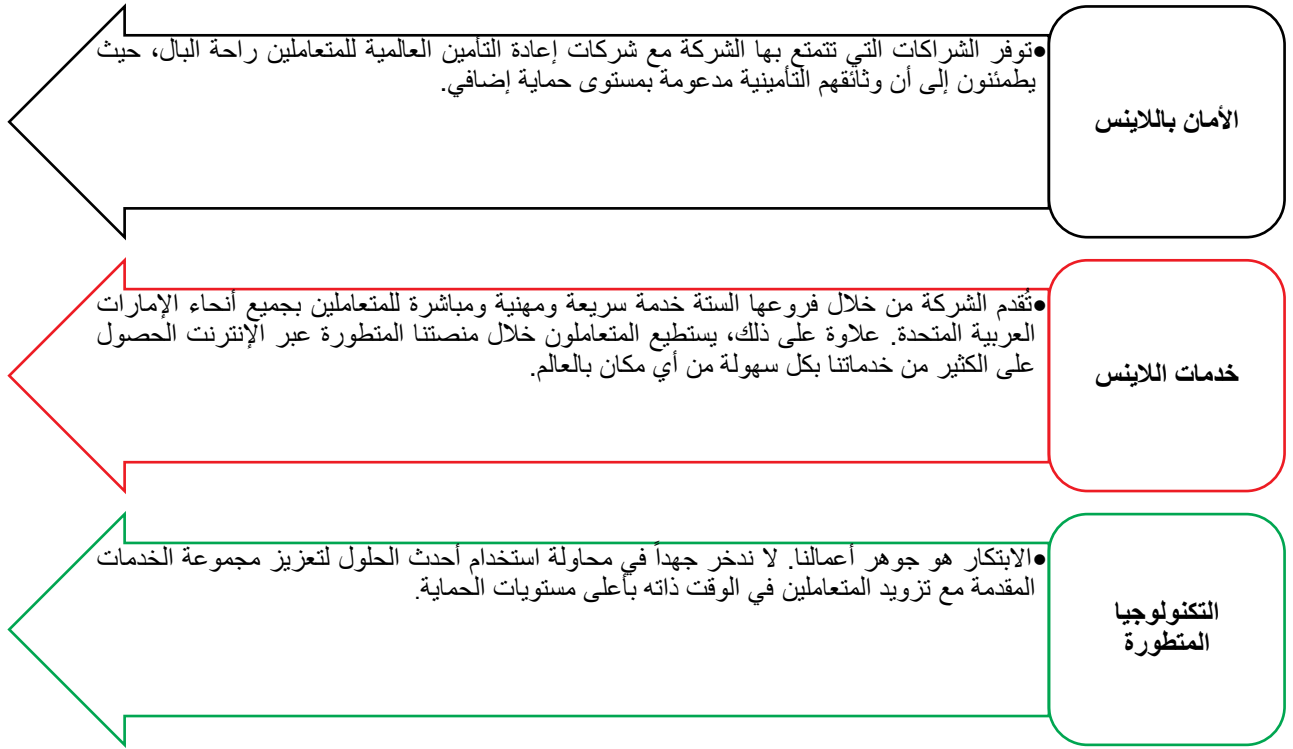 الأمان باللاينس
●توفر الشراكات التي تتمتع بها الشركة مع شركات إعادة التأمين العالمية للمتعاملين راحة البال، حيث
يطمئنون إلى أن وثائقهم التأمينية مدعومة بمستوى حماية إضافي.
خدمات اللاينس
●تُقدم الشركة من خلال فروعها الستة خدمة سريعة ومهنية ومباشرة للمتعاملين بجميع أنحاء الإمارات
العربية المتحدة. علاوة على ذلك، يستطيع المتعاملون خلال منصتنا المتطورة عبر الإنترنت الحصول
على الكثير من خدماتنا بكل سهولة من أي مكان بالعالم.
التكنولوجيا
المتطورة
●الابتكار هو جوهر أعمالنا. لا ندخر جهداً في محاولة استخدام أحدث الحلول لتعزيز مجموعة الخدمات
المقدمة مع تزويد المتعاملين في الوقت ذاته بأعلى مستويات الحماية.